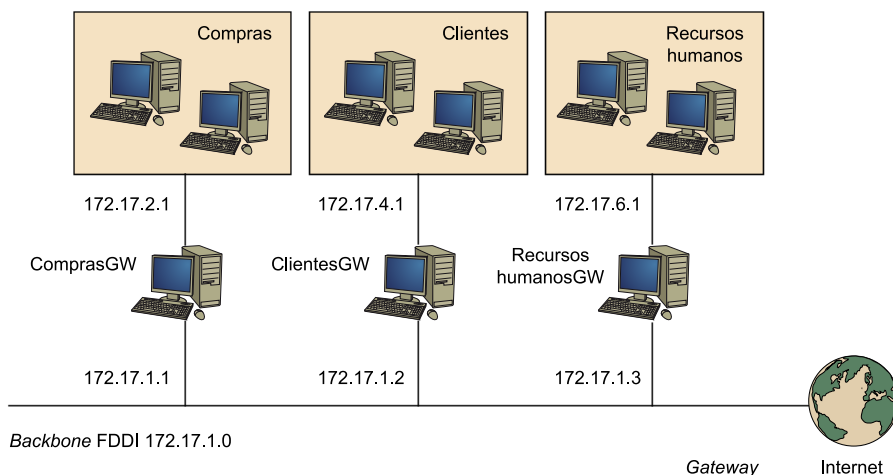 Compras
Clientes
Recursos
humanos
172.17.2.1
172.17.4.1
172.17.6.1
ComprasGW
ClientesGW
Recursos
humanosGW
172.17.1.1
172.17.1.2
172.17.1.3
Backbone FDDI 172.17.1.0
Gateway
Internet